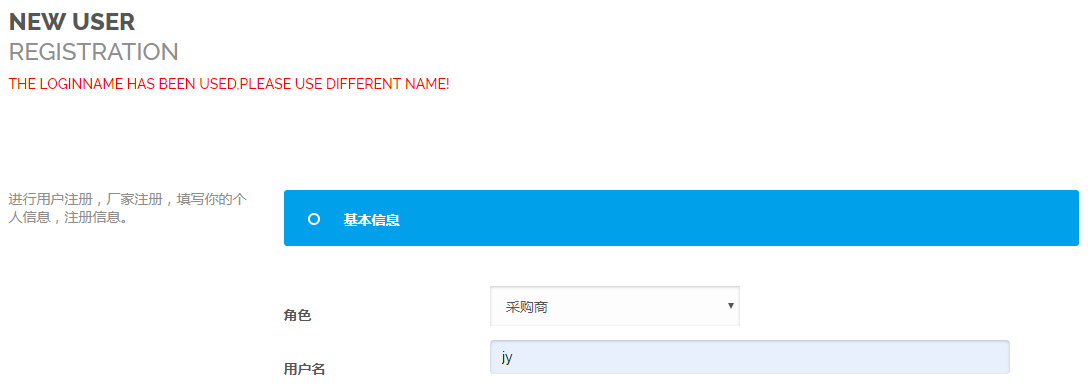 NEW USER
REGISTRATION
THE LOGINNAME HAS BEEN USED,PLEASE USE DIFFERENT NAME!
进行用户注册，厂家注册，填写你的个
人信息，注册信息。
基本信息
角色
采购商
用户名
jy